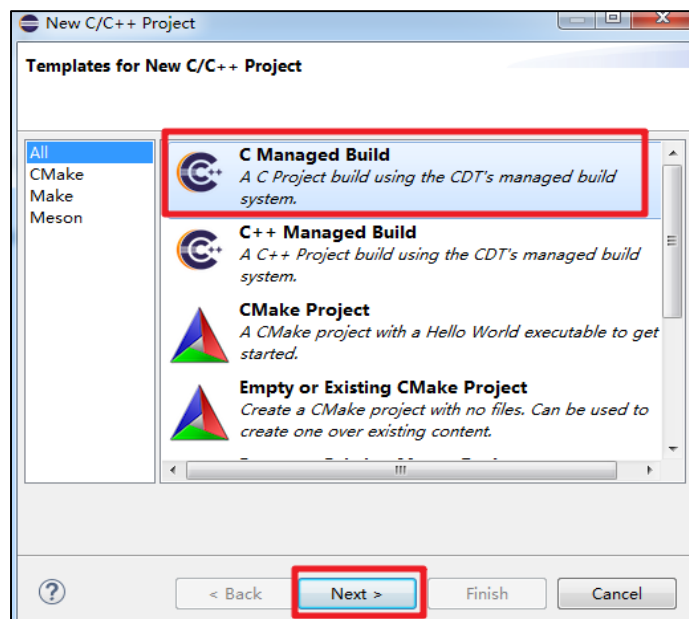 New C/C++ Project
Templates for New C/C++ Project
All
CMake
Make
Meson
C Managed Build
A C Project build using the CDT's managed build
system.
C++ Managed Build
A C++ Project build using the CDT's managed build
system.
CMake Project
A CMake project with a Hello World executable to get
started.
Empty or Existing CMake Project
Create a CMake project with no files. Can be used to
create one over existing content.
?
< Back
Next >
Finish
Cancel